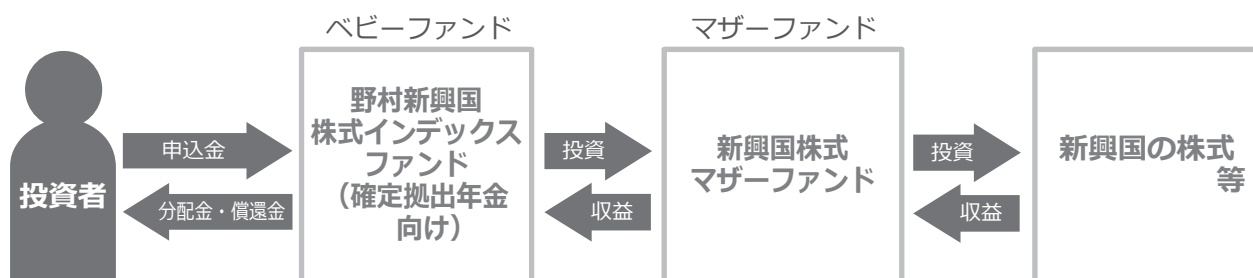 ベビーファンド
マザーファンド
投資者
申込金
分配金・償還金
野村新興国
株式インデックス
ファンド
（確定拠出年金
向け）
投資
収益
新興国株式
マザーファンド
投資
収益
新興国の株式
等